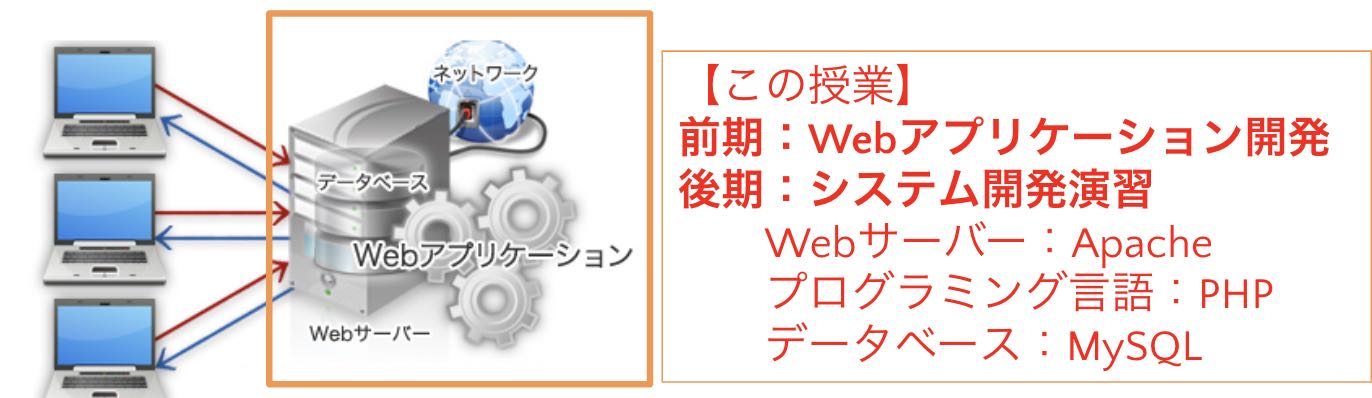 ネットワーク
データベース
Webアプリケーション
Webサーバー
【この授業】
前期：Webアプリケーション開発
後期：システム開発演習
Webサーバー：Apache
プログラミング言語：PHP
データベース：MySQL